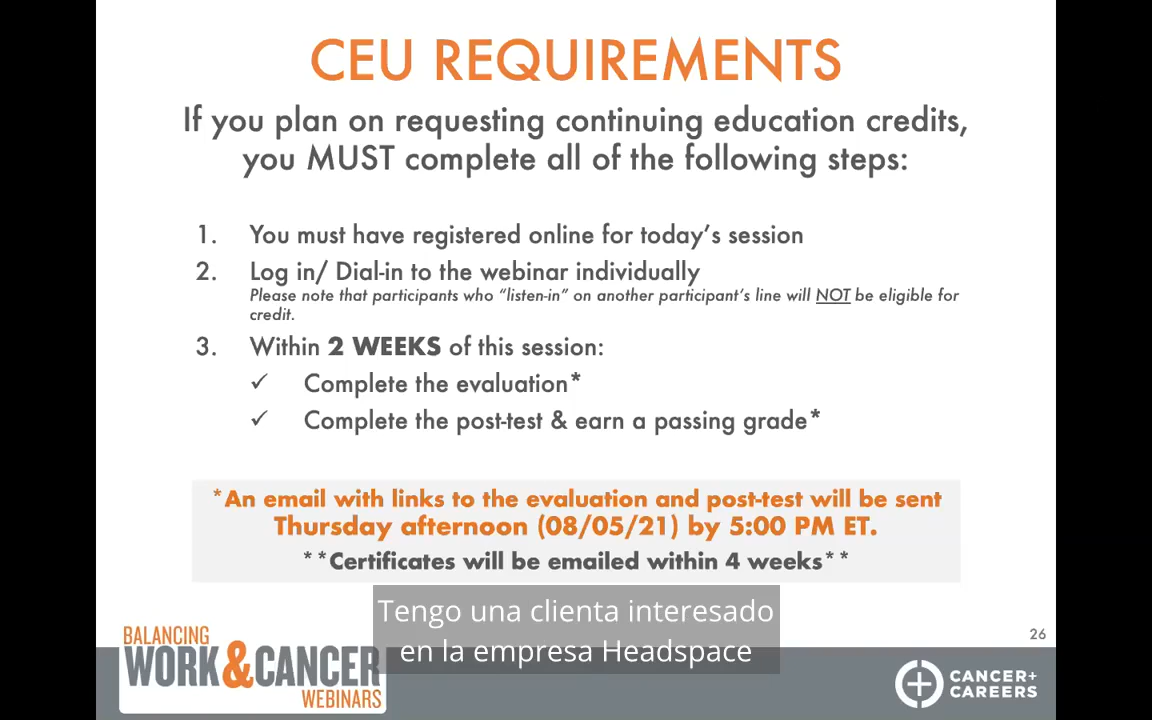 CEU REQUIREMENTS
If you plan on requesting continuing education credits,
you MUST complete all of the following steps:
1. You must have registered online for today’s session
2. Log in/ Dial-in to the webinar individually
Please note that participants who “listen-in” on another participant’s line will NOT be eligible for
credit.
3. Within 2 WEEKS of this session:
✓ Complete the evaluation*
✓ Complete the post-test & earn a passing grade*
*An email with links to the evaluation and post-test will be sent
Thursday afternoon (08/05/21) by 5:00 PM ET.
**Certificates will be emailed within 4 weeks**
Tengo una clienta interesado
en la empresa Headspace
BALANCING
WORK&CANCER
WEBINARS
26
CANCER+
CAREERS